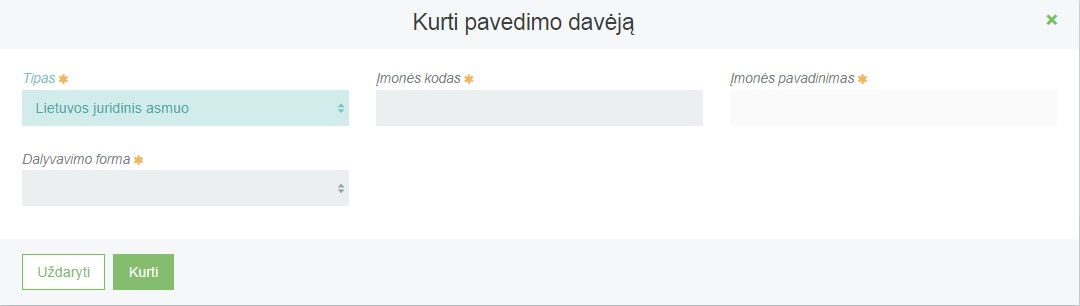 Kurti pavedimo davėją
Tipas *
Įmonės kodas *
Įmonės pavadinimas *
Lietuvos juridinis asmuo
Dalyvavimo forma *
Uždaryti
Kurti